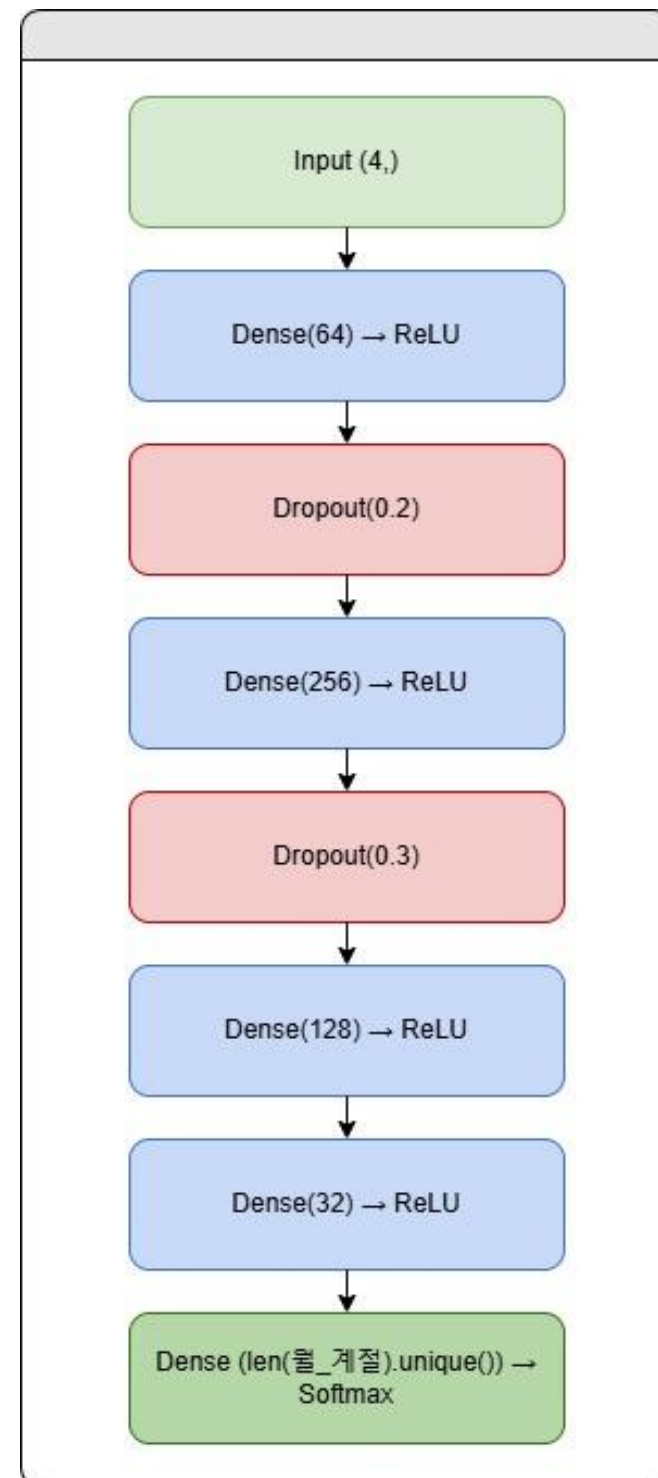 Input (4,)
Dense(64) → ReLU
Dropout(0.2)
Dense(256) → ReLU
Dropout(0.3)
Dense(128) → ReLU
Dense(32) → ReLU
Dense (len(월_계절).unique()) →
Softmax